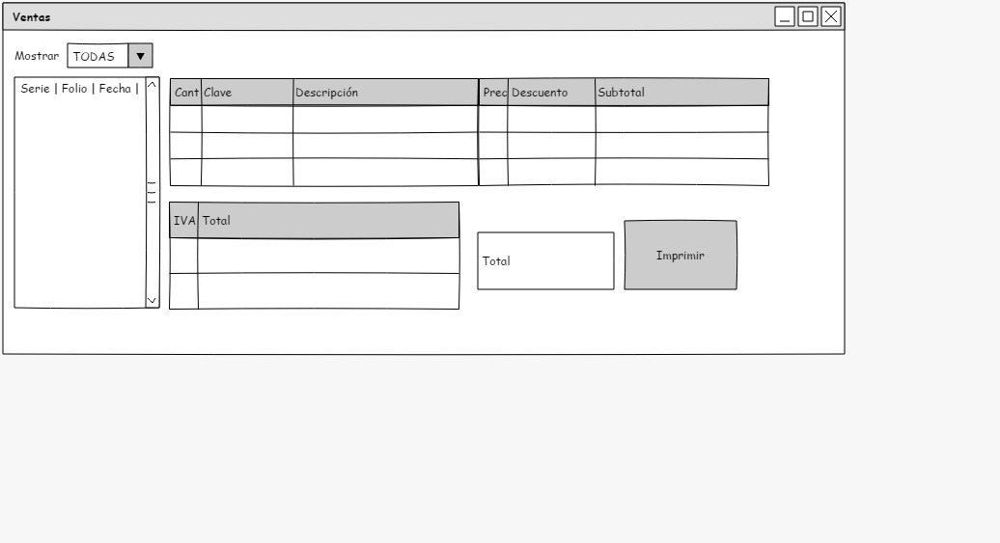 Ventas
Mostrar TODAS
Serie | Folio | Fecha |
Cant Clave Descripción Prec Descuento Subtotal
IVA Total
Total
Imprimir